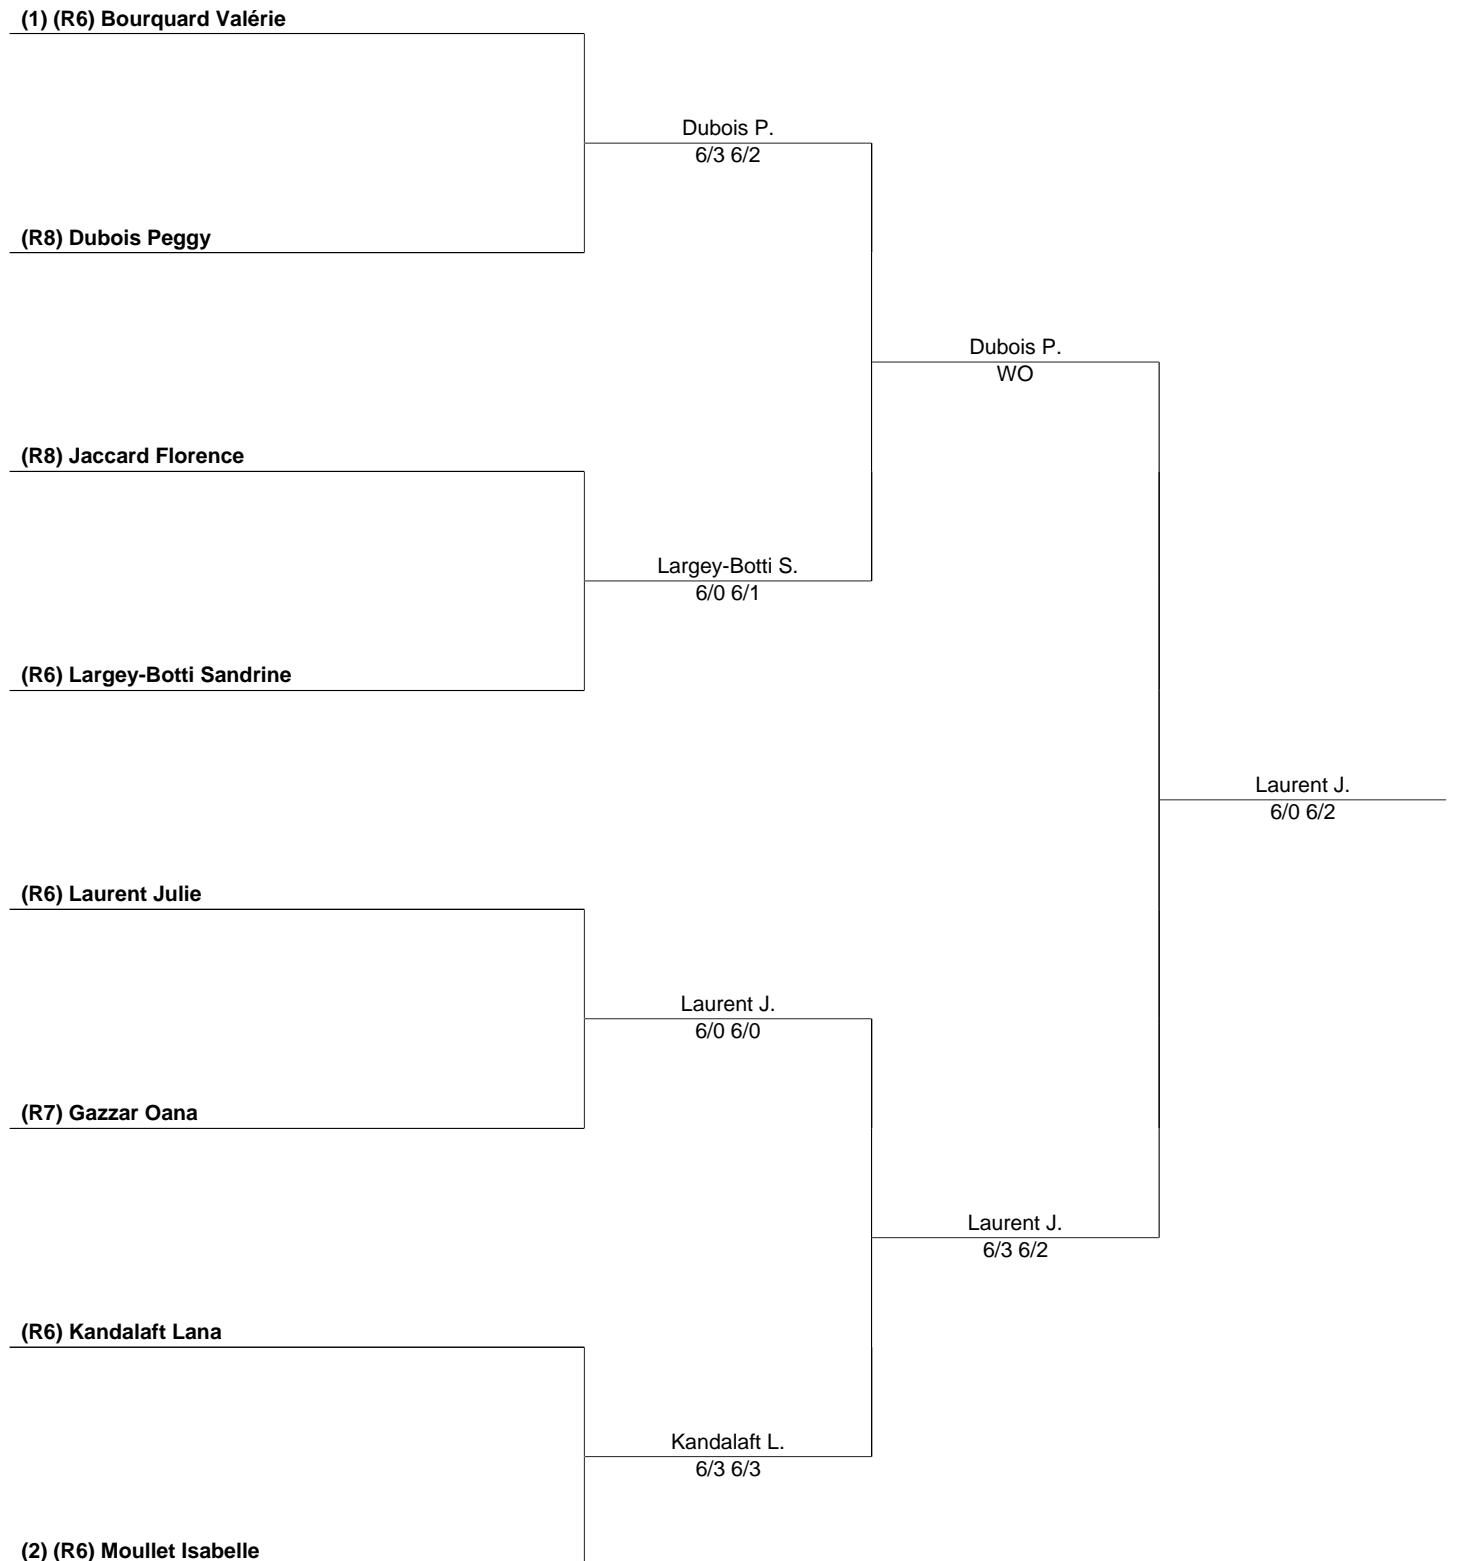 (1) (R6) Bourquard Valérie
Dubois P.
6/3 6/2
(R8) Dubois Peggy
Dubois P.
WO
(R8) Jaccard Florence
Largey-Botti S.
6/0 6/1
(R6) Largey-Botti Sandrine
Laurent J.
6/0 6/2
(R6) Laurent Julie
Laurent J.
6/0 6/0
(R7) Gazzar Oana
Laurent J.
6/3 6/2
(R6) Kandalaft Lana
Kandalaft L.
6/3 6/3
(2) (R6) Moullet Isabelle